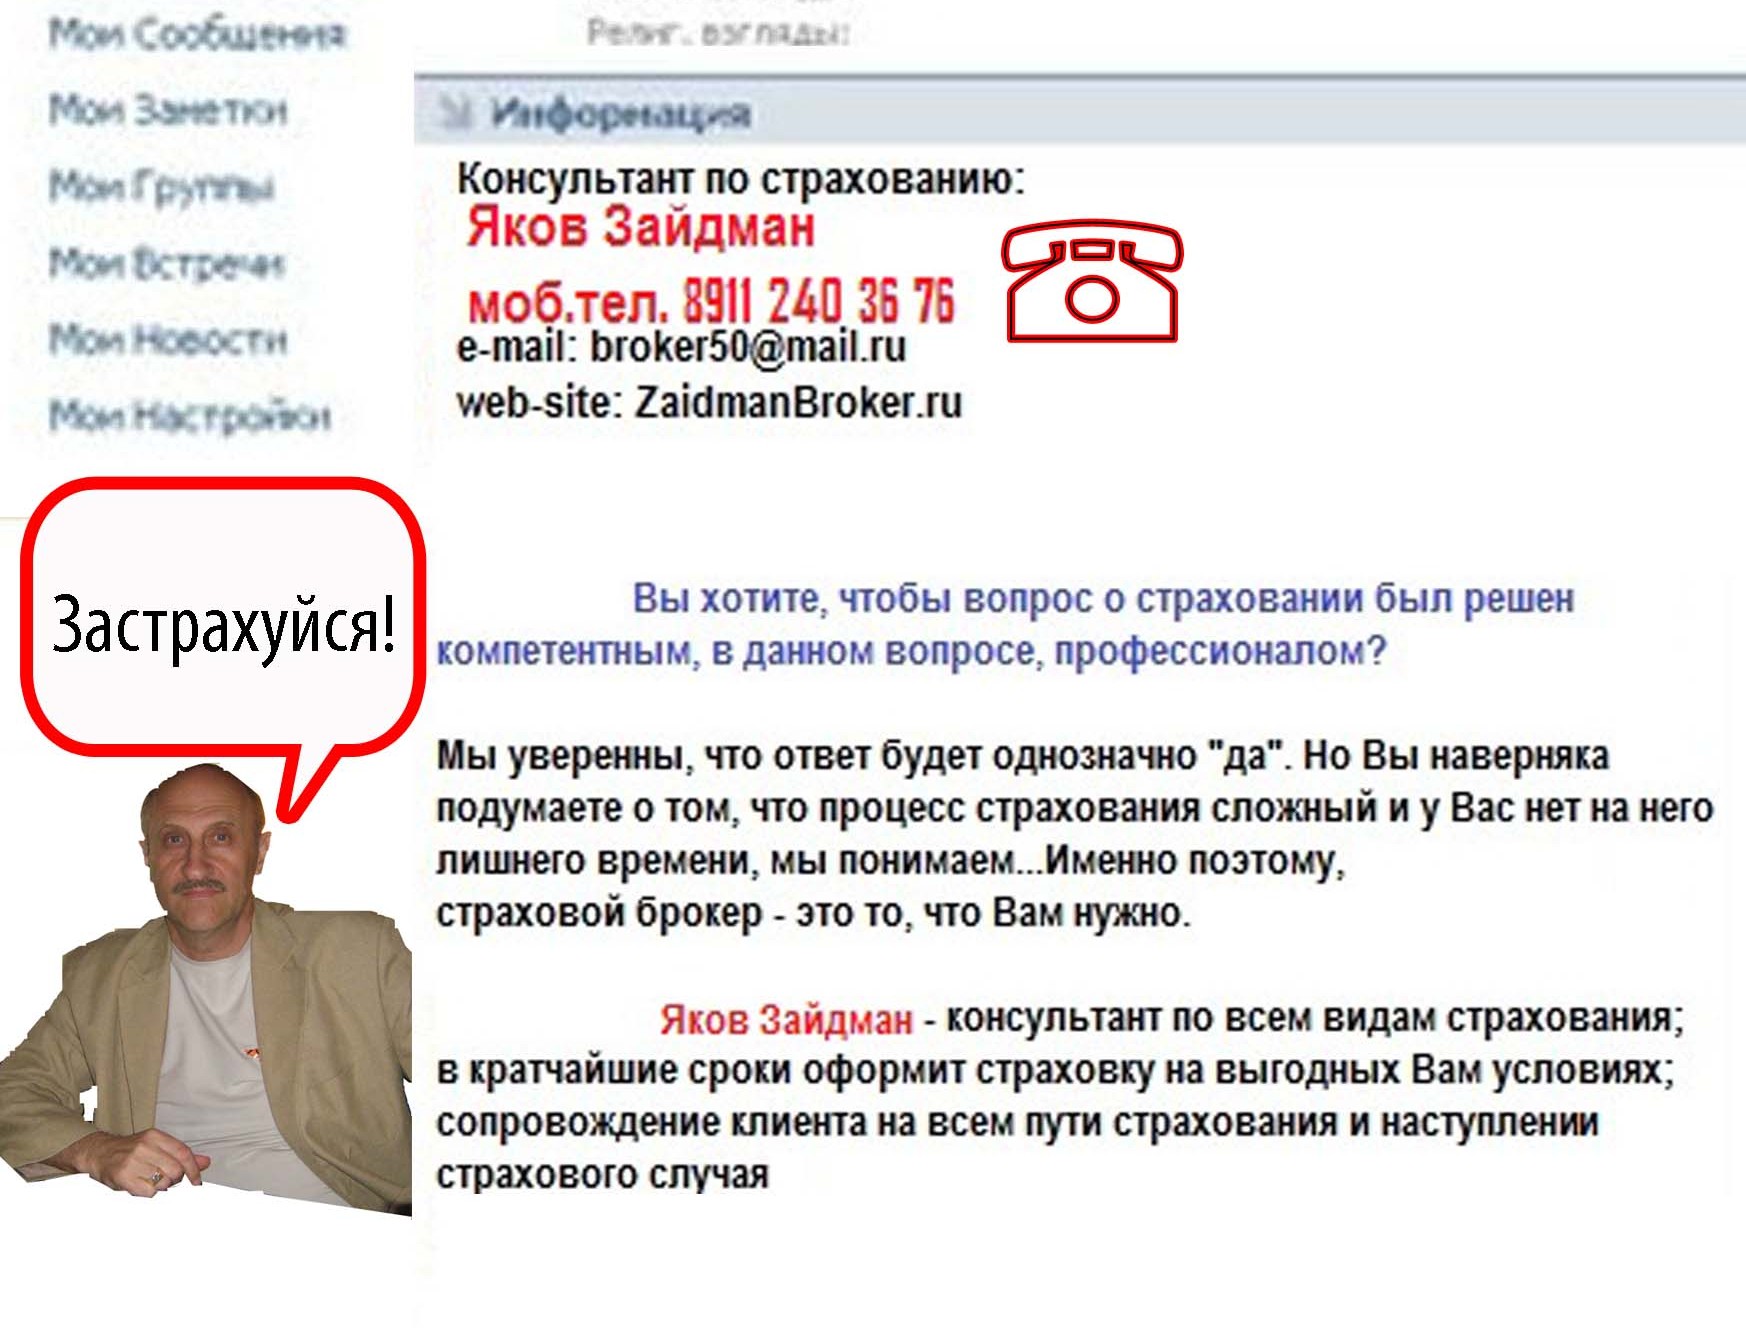 Мои Сообщения
Мои Заметки
Мои Группы
Мои Встречи
Мои Новости
Мои Настройки
Религ. взгляды:
Информация
Консультант по страхованию:
Яков Зайдман
моб.тел. 8911 240 36 76
e-mail: broker50@mail.ru
web-site: ZaidmanBroker.ru
Застрахуйся!
Вы хотите, чтобы вопрос о страховании был решен
компетентным, в данном вопросе, профессионалом?
Мы уверенны, что ответ будет однозначно "да". Но Вы наверняка
подумаете о том, что процесс страхования сложный и у Вас нет на него
лишнего времени, мы понимаем...Именно поэтому,
страховой брокер - это то, что Вам нужно.
Яков Зайдман - консультант по всем видам страхования;
в кратчайшие сроки оформит страховку на выгодных Вам условиях;
сопровождение клиента на всем пути страхования и наступлении
страхового случая